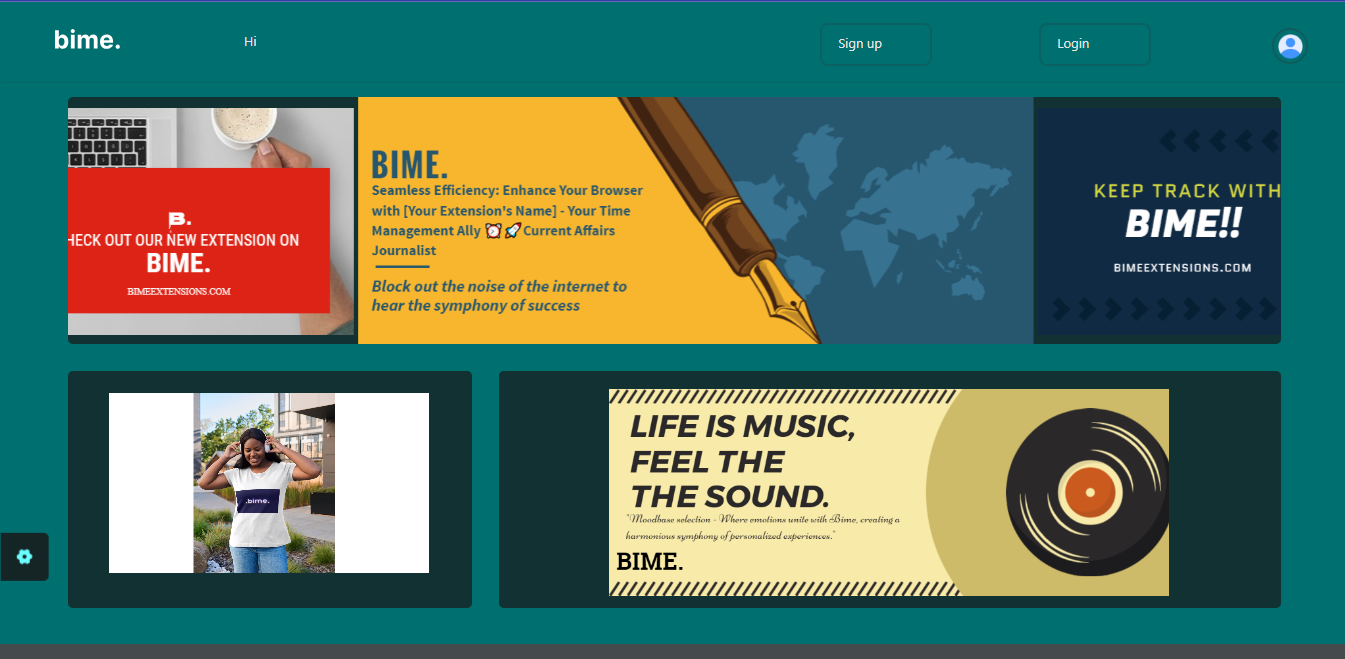 bime.
Hi
Sign up
Login
B.
HECK OUT OUR NEW EXTENSION ON
BIME.
BIMEEXTENSIONS.COM
BIME.
Seamless Efficiency: Enhance Your Browser
with [Your Extension's Name] - Your Time
Management Ally ⏰🚀Current Affairs
Journalist
Block out the noise of the internet to
hear the symphony of success
KEEP TRACK WITH
BIME!!
BIMEEXTENSIONS.COM
.bime.
LIFE IS MUSIC,
FEEL THE
THE SOUND.
"Moodbase selection - Where emotions unite with Bime, creating a
harmonious symphony of personalized experiences."
BIME.